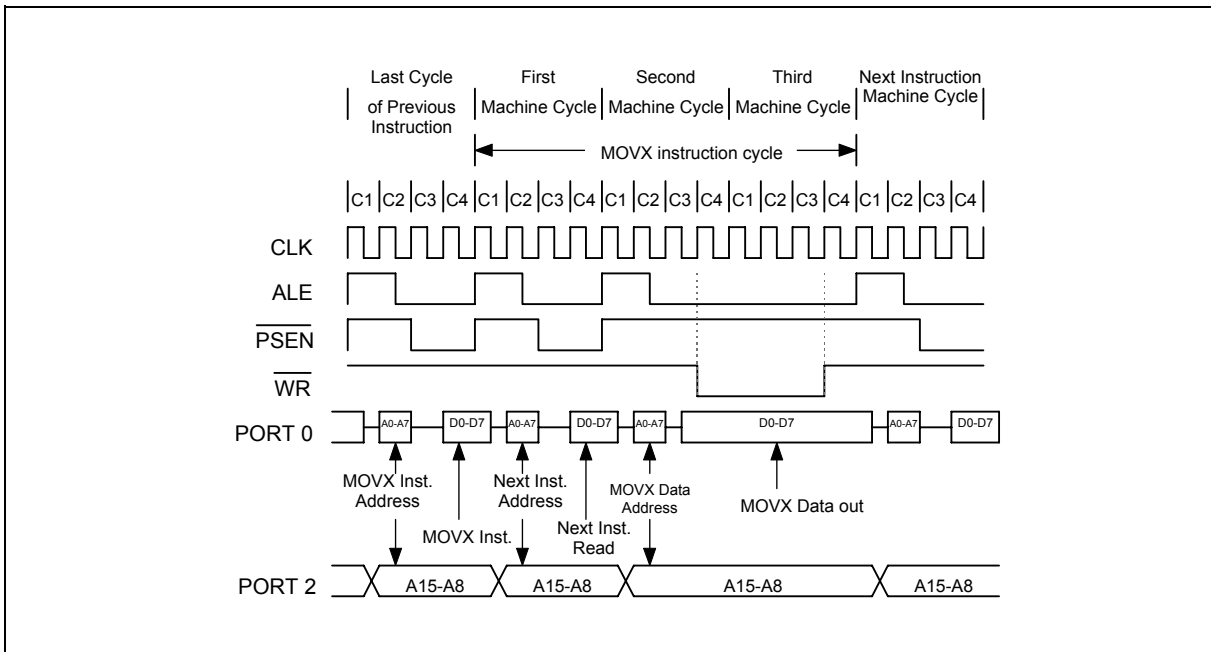 Last Cycle
of Previous
Instruction
First
Machine Cycle
Second
Machine Cycle
Third
Machine Cycle
Next Instruction
Machine Cycle
MOVX instruction cycle
C1 C2 C3 C4 C1 C2 C3 C4 C1 C2 C3 C4 C1 C2 C3 C4 C1 C2 C3 C4
CLK
ALE
PSEN
WR
PORT 0
A0-A7 D0-D7 A0-A7 D0-D7 A0-A7 D0-D7 A0-A7 D0-D7
MOVX Inst.
Address
MOVX Inst.
Next Inst.
Address
Next Inst.
Read
MOVX Data
Address
MOVX Data out
PORT 2
A15-A8 A15-A8 A15-A8 A15-A8